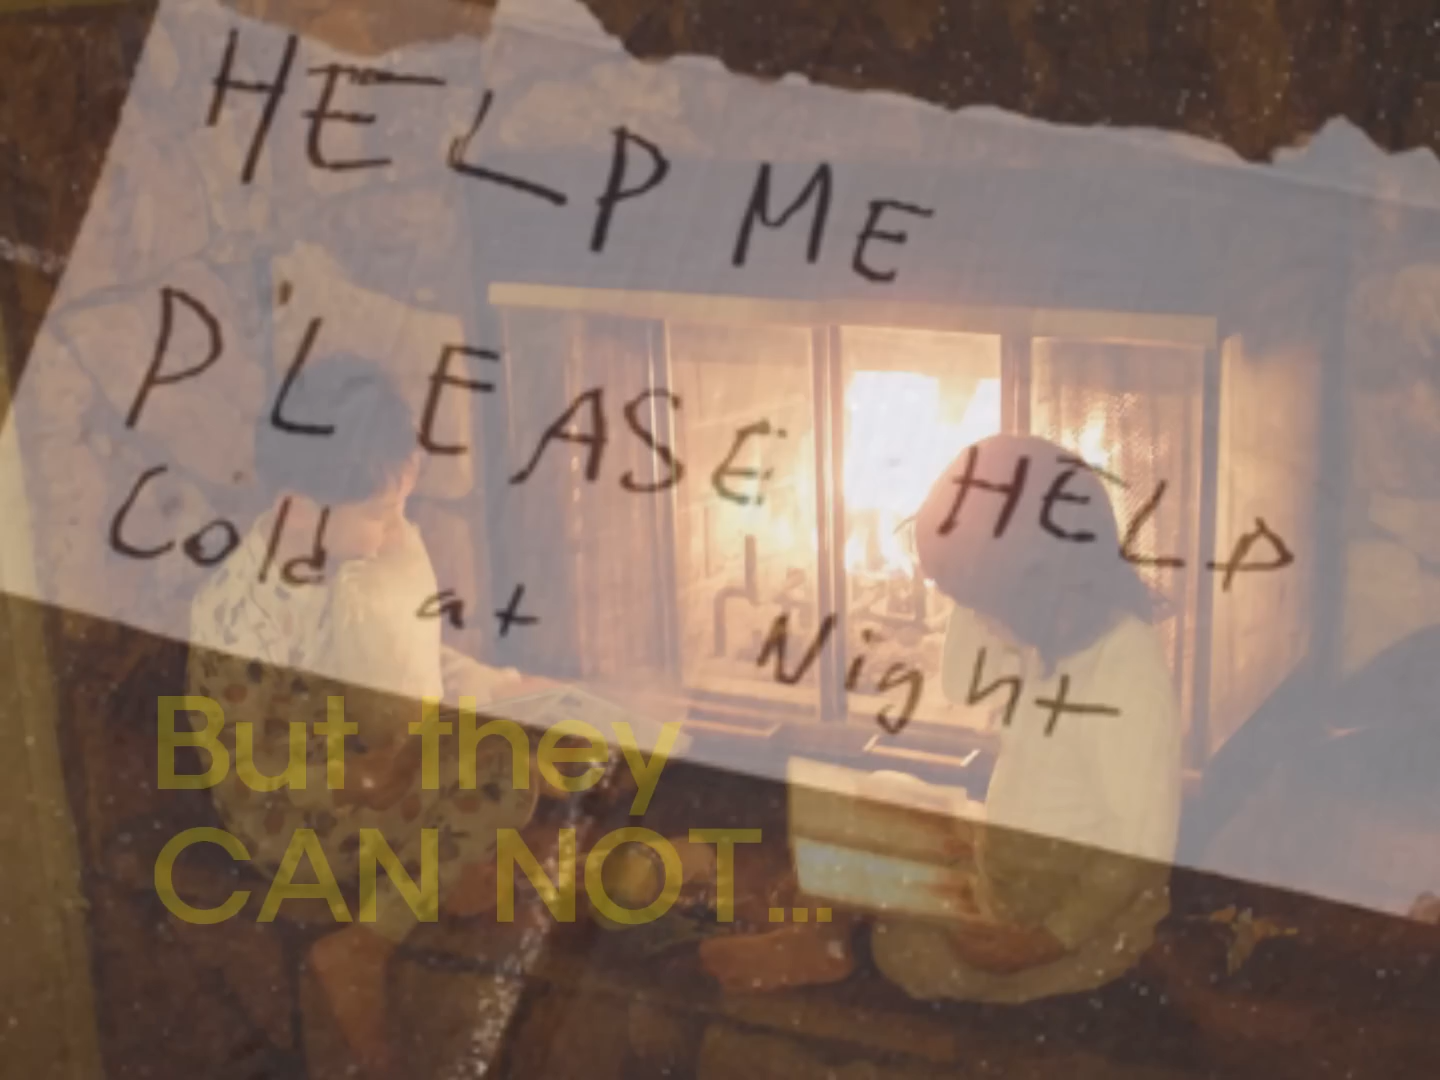 HELP ME
PLEASE HELP
Cold at Night
But they
CAN NOT...